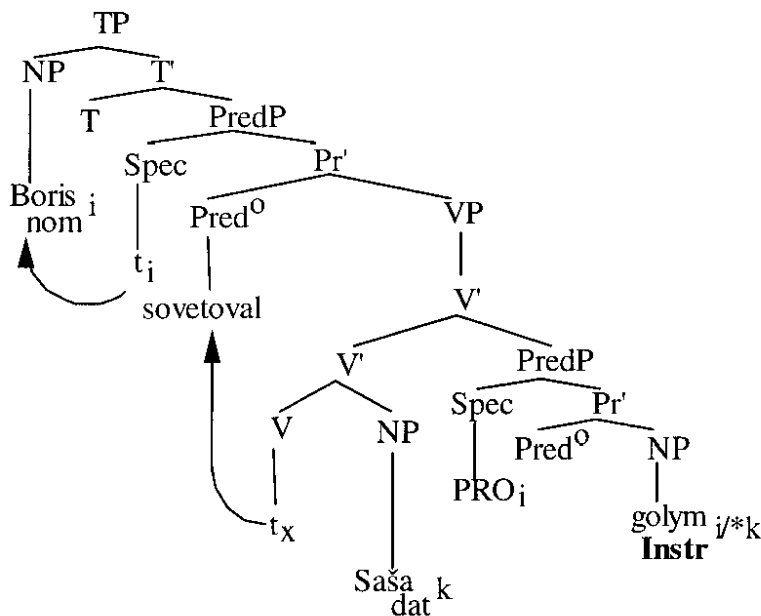 TP
NP T'
T PredP
Spec Pr'
Boris nom i
Pred o VP
t i
sovetoval V'
V' PredP
Spec Pr'
V NP Pred o NP
PRO i
t x golym i/*k
Instr
Saša dat k